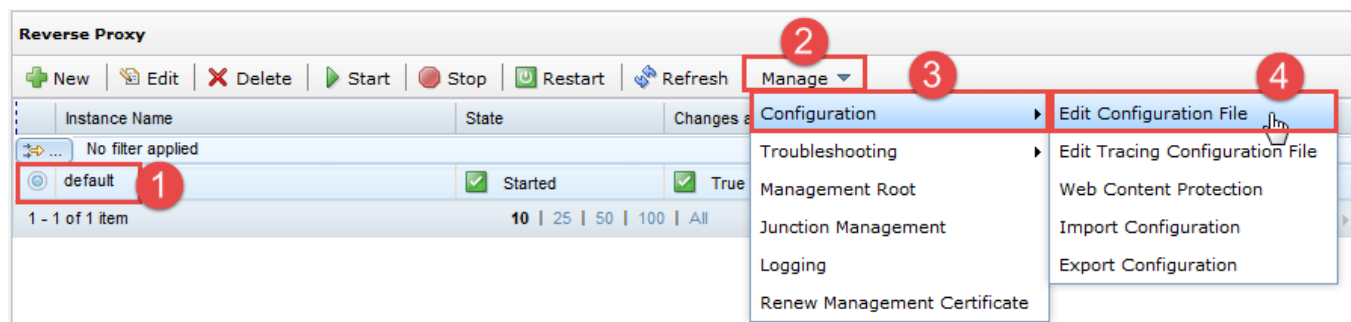 Reverse Proxy
2
New Edit Delete Start Stop Restart Refresh Manage
3
4
Instance Name State Changes a
Configuration Edit Configuration File
... No filter applied
Troubleshooting Edit Tracing Configuration File
default 1 Started True
Management Root Web Content Protection
1 - 1 of 1 item 10 | 25 | 50 | 100 | All
Junction Management Import Configuration
Logging Export Configuration
Renew Management Certificate